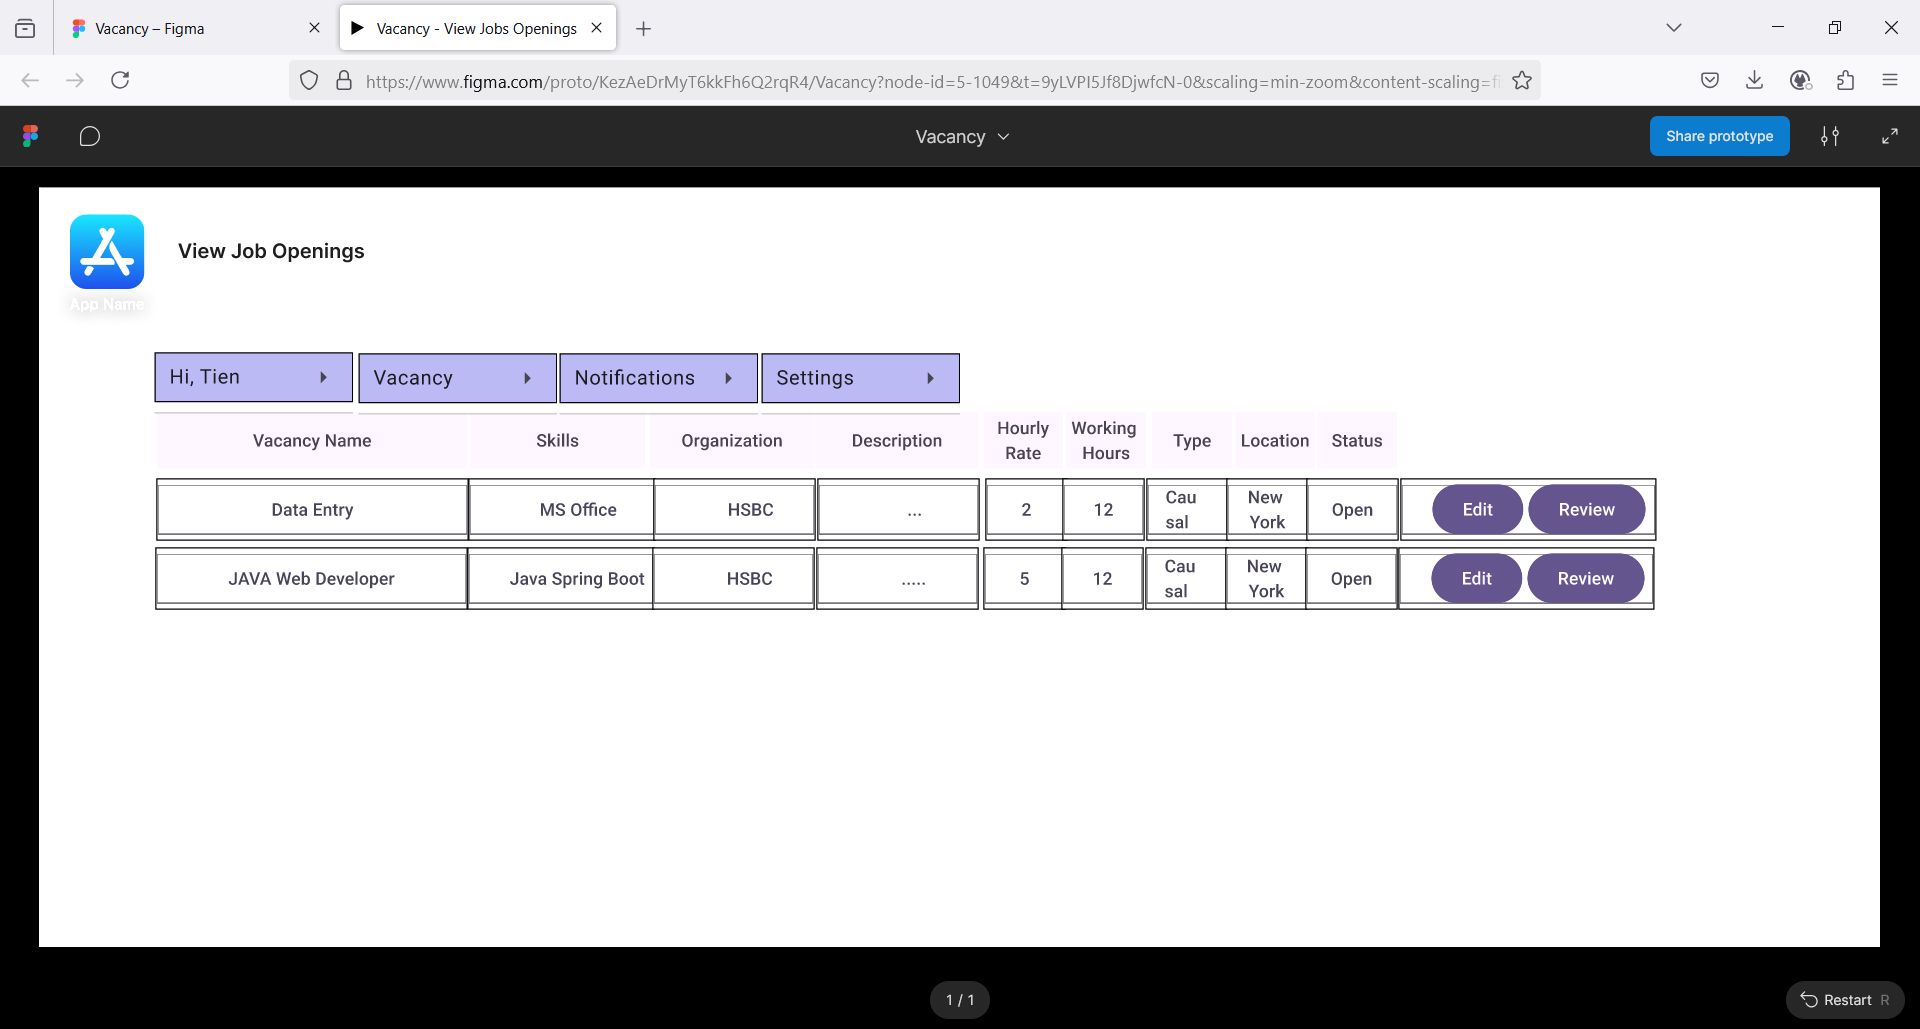 Vacancy – Figma
Vacancy - View Jobs Openings
https://www.figma.com/proto/KezAeDrMyT6kkFh6Q2rqR4/Vacancy?node-id=5-1049&t=9yLVPI5Jf8DjwfcN-0&scaling=min-zoom&content-scaling=fi
Vacancy
Share prototype
View Job Openings
App Name
Hi, Tien
Vacancy
Notifications
Settings
Vacancy Name
Skills
Organization
Description
Hourly
Rate
Working
Hours
Type
Location
Status
Data Entry
MS Office
HSBC
...
2
12
Cau
sal
New
York
Open
Edit
Review
JAVA Web Developer
Java Spring Boot
HSBC
.....
5
12
Cau
sal
New
York
Open
Edit
Review
1 / 1
Restart R